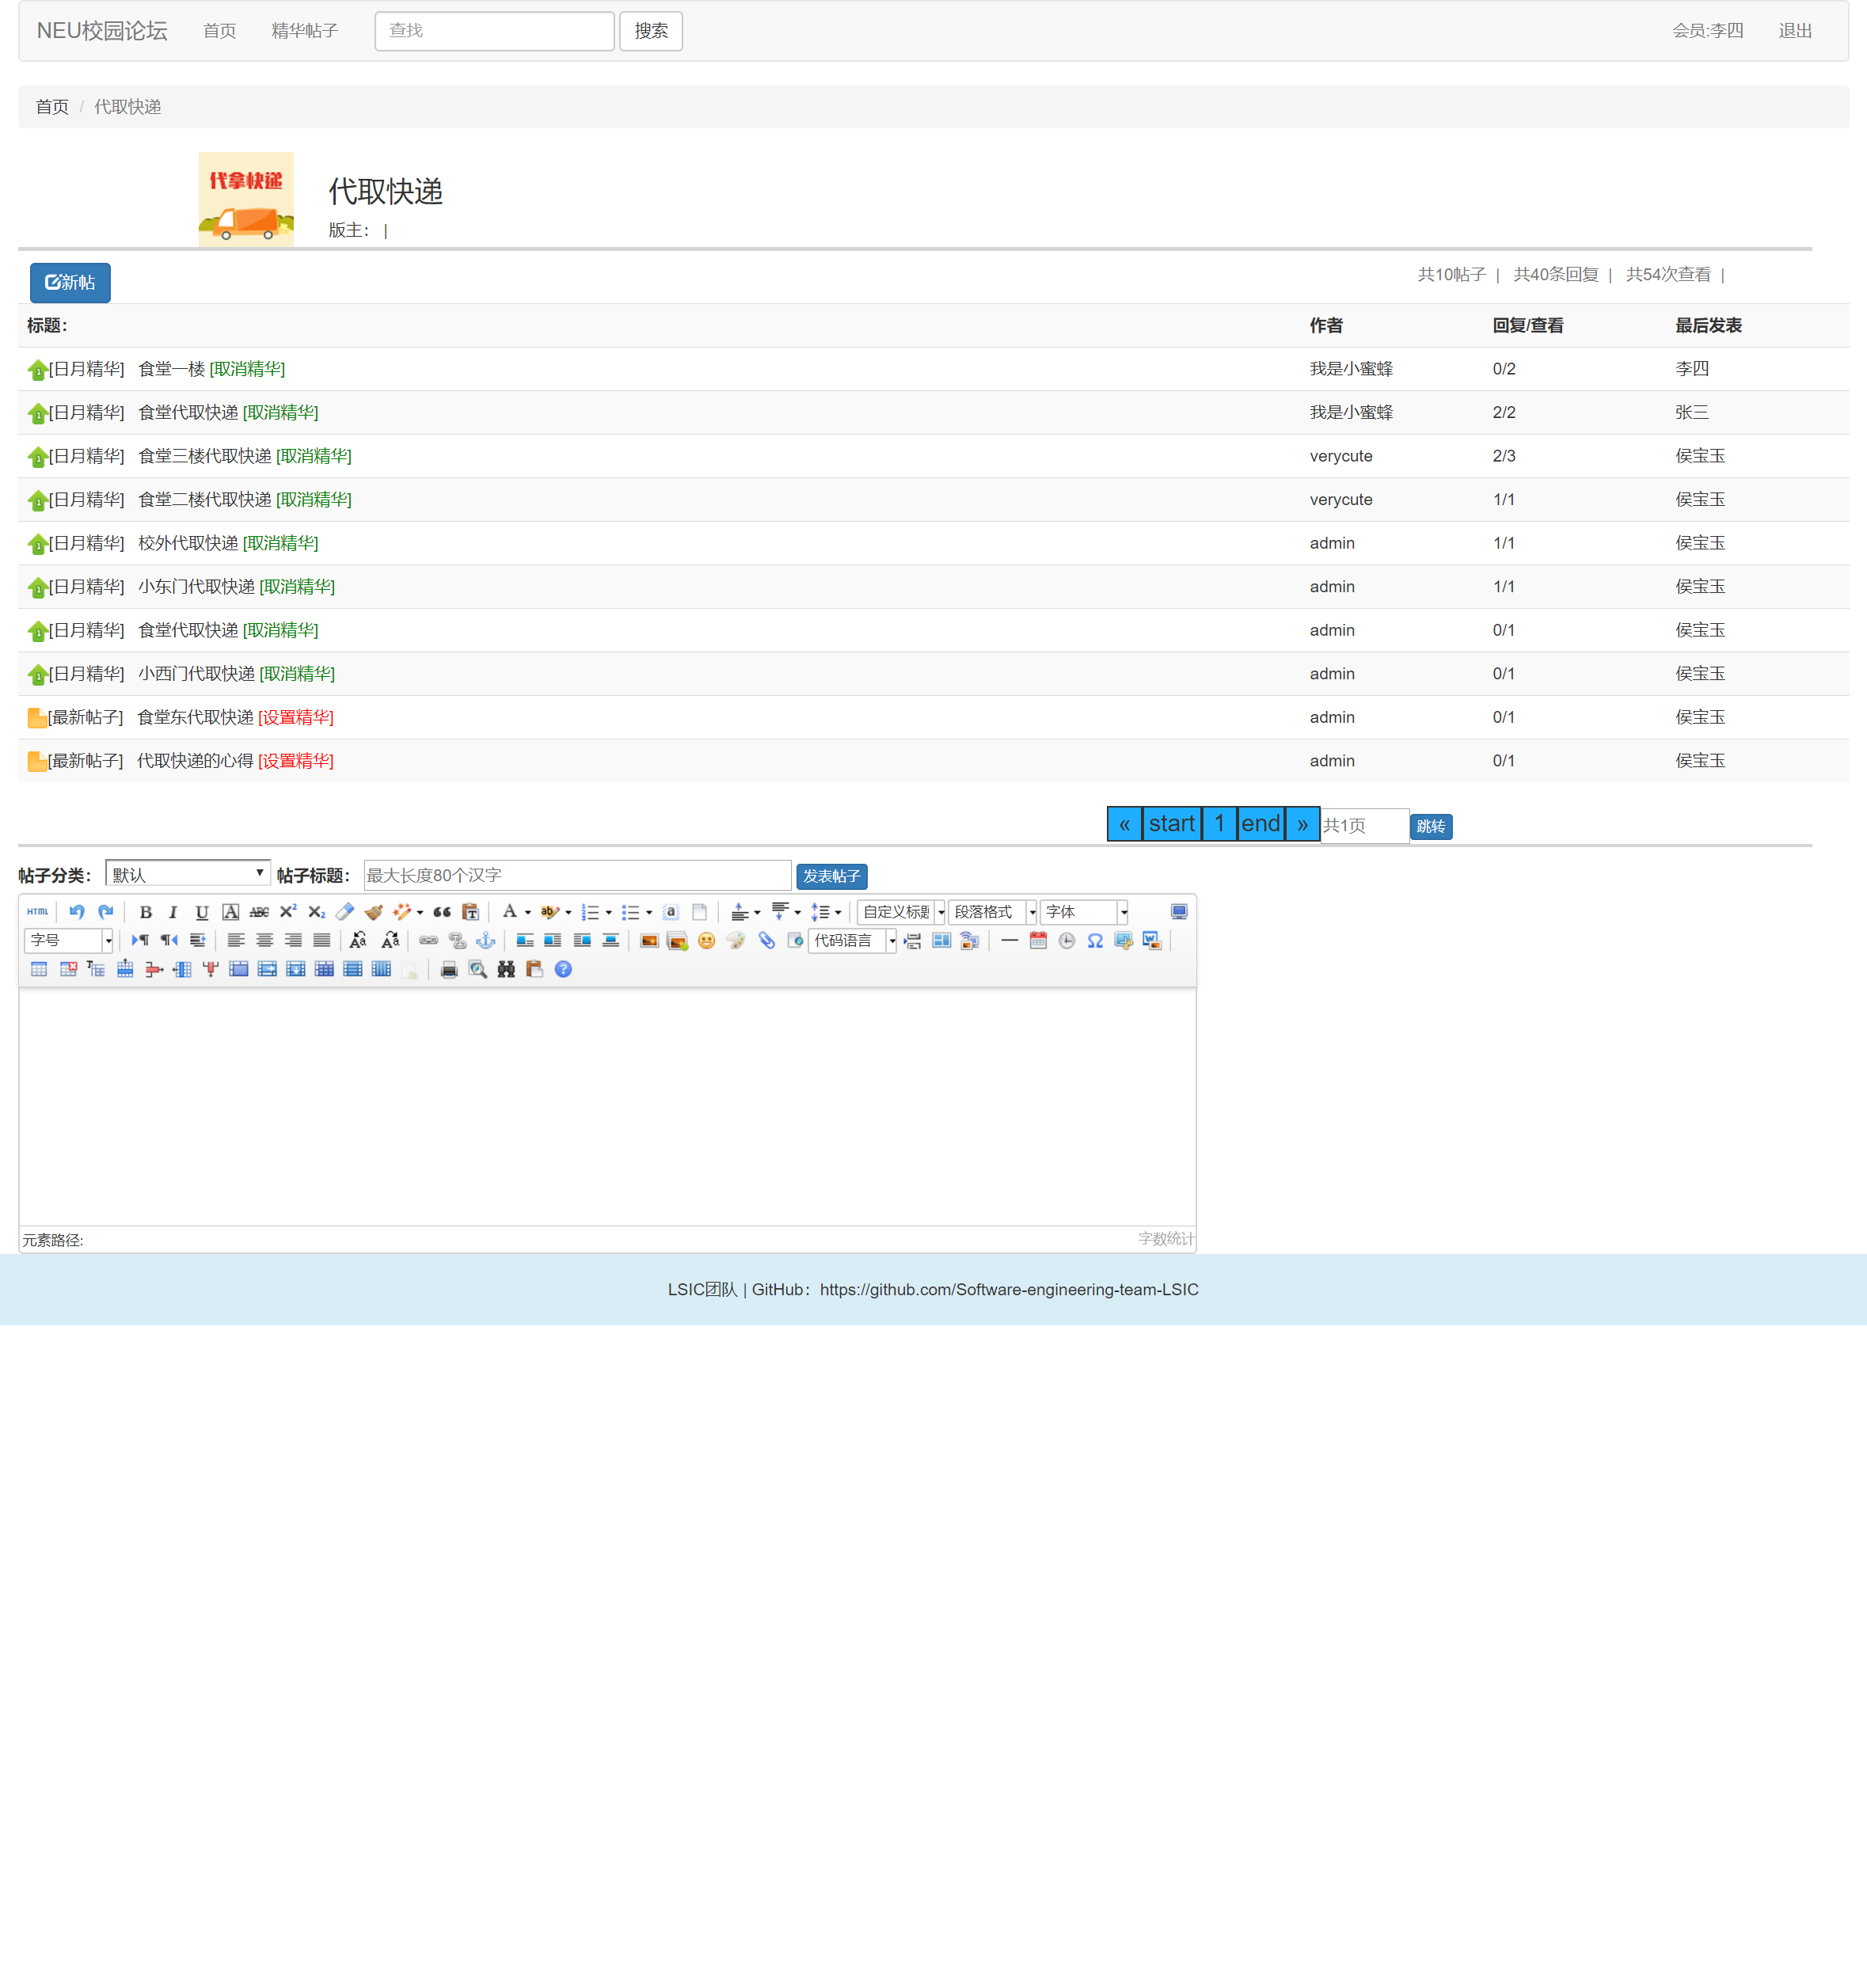 NEU校园论坛 首页 精华帖子 查找 搜索 会员:李四 退出
首页 / 代取快递
代拿快递
代取快递
版主： |
新帖 共10帖子 | 共40条回复 | 共54次查看 |
标题： 作者 回复/查看 最后发表
[日月精华] 食堂一楼 [取消精华] 我是小蜜蜂 0/2 李四
[日月精华] 食堂代取快递 [取消精华] 我是小蜜蜂 2/2 张三
[日月精华] 食堂三楼代取快递 [取消精华] verycute 2/3 侯宝玉
[日月精华] 食堂二楼代取快递 [取消精华] verycute 1/1 侯宝玉
[日月精华] 校外代取快递 [取消精华] admin 1/1 侯宝玉
[日月精华] 小东门代取快递 [取消精华] admin 1/1 侯宝玉
[日月精华] 食堂代取快递 [取消精华] admin 0/1 侯宝玉
[日月精华] 小西门代取快递 [取消精华] admin 0/1 侯宝玉
[最新帖子] 食堂东代取快递 [设置精华] admin 0/1 侯宝玉
[最新帖子] 代取快递的心得 [设置精华] admin 0/1 侯宝玉
« start 1 end » 共1页 跳转
帖子分类： 默认 帖子标题： 最大长度80个汉字 发表帖子
HTML 自定义标题 段落格式 字体
字号 代码语言
元素路径: 字数统计
LSIC团队 | GitHub：https://github.com/Software-engineering-team-LSIC